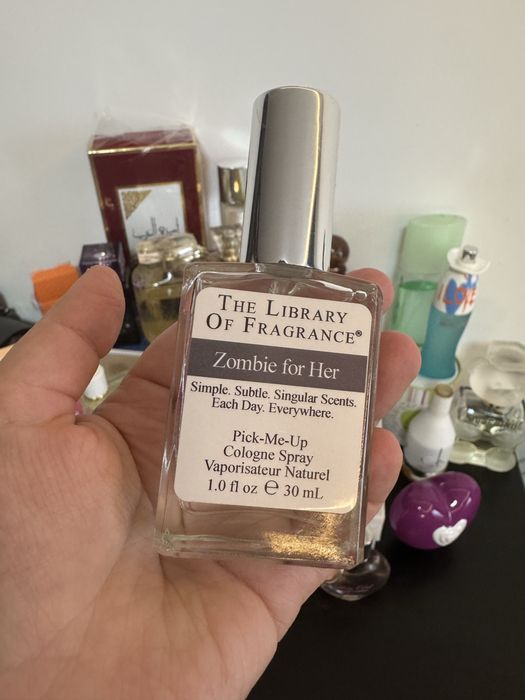 The Library
Of Fragrance®
Zombie for Her
Simple. Subtle. Singular Scents.
Each Day. Everywhere.
Pick-Me-Up
Cologne Spray
Vaporisateur Naturel
1.0 fl oz ℮ 30 mL